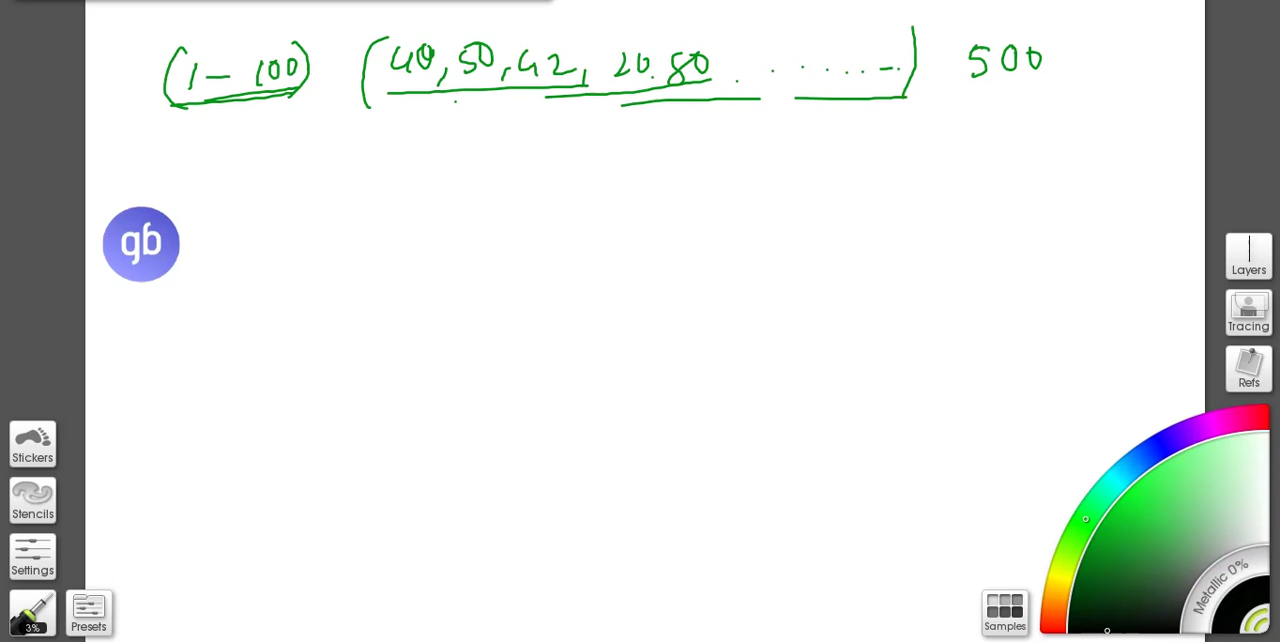 (1 - 100) (40, 50, 42, 20. 80 . . . . . . . - .) 500
gb
Layers
Tracing
Refs
Stickers
Stencils
Settings
3%
Presets
Samples
Metallic 0%